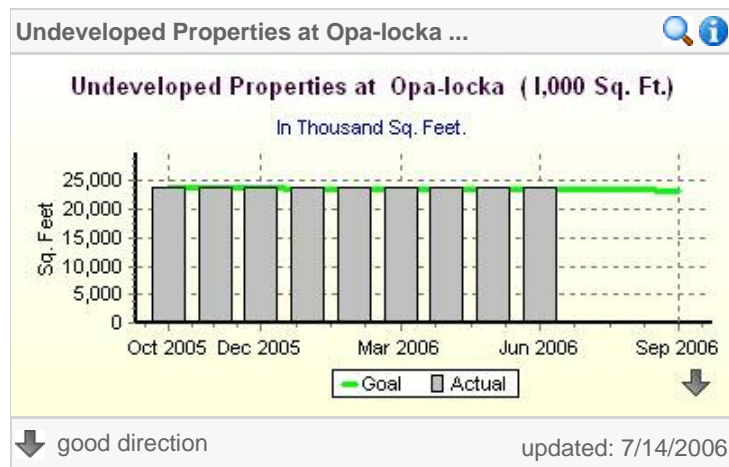 Undeveloped Properties at Opa-locka ...
Undeveloped Properties at Opa-locka (1,000 Sq. Ft.)
In Thousand Sq. Feet.
Sq. Feet
25,000
20,000
15,000
10,000
5,000
0
Oct 2005 Dec 2005 Mar 2006 Jun 2006 Sep 2006
Goal Actual
good direction updated: 7/14/2006